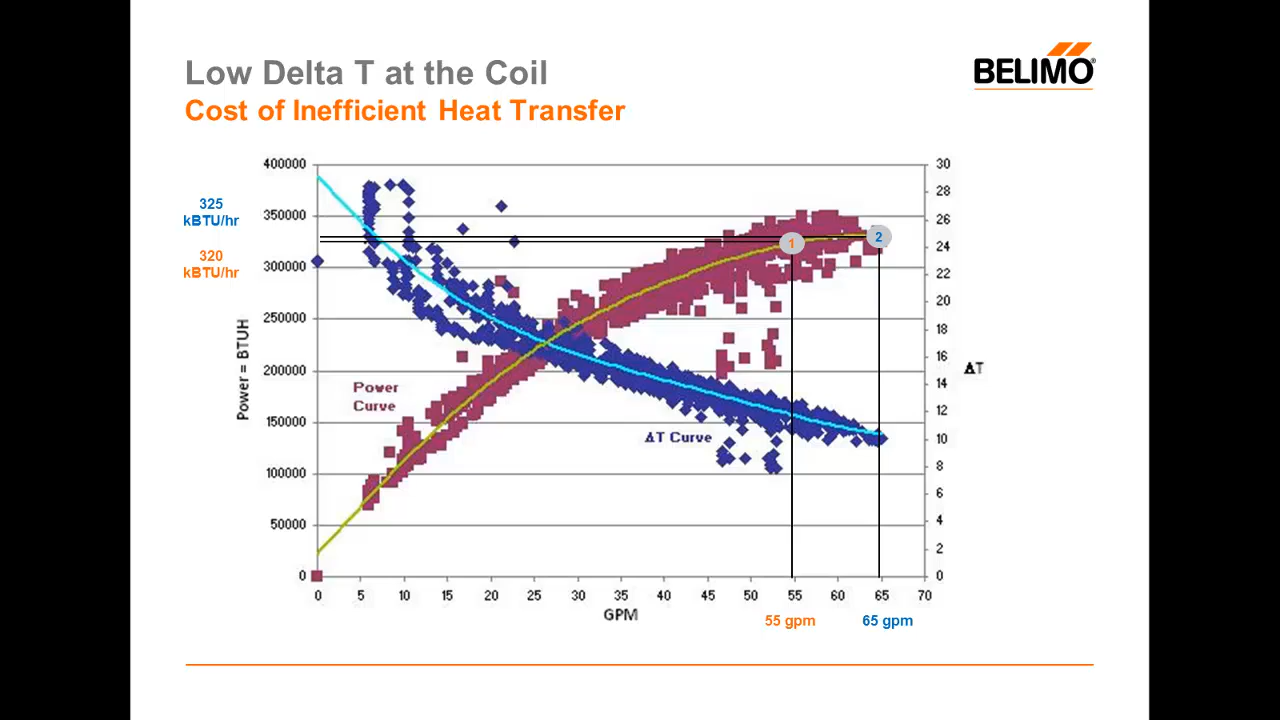 Low Delta T at the Coil
Cost of Inefficient Heat Transfer
BELIMO®
325
kBTU/hr
320
kBTU/hr
Power = BTUH
400000
350000
300000
250000
200000
150000
100000
50000
0
Power
Curve
ΔT Curve
1
2
30
28
26
24
22
20
18
16
14
12
10
8
6
4
2
0
ΔT
0 5 10 15 20 25 30 35 40 45 50 55 60 65 70
GPM
55 gpm
65 gpm